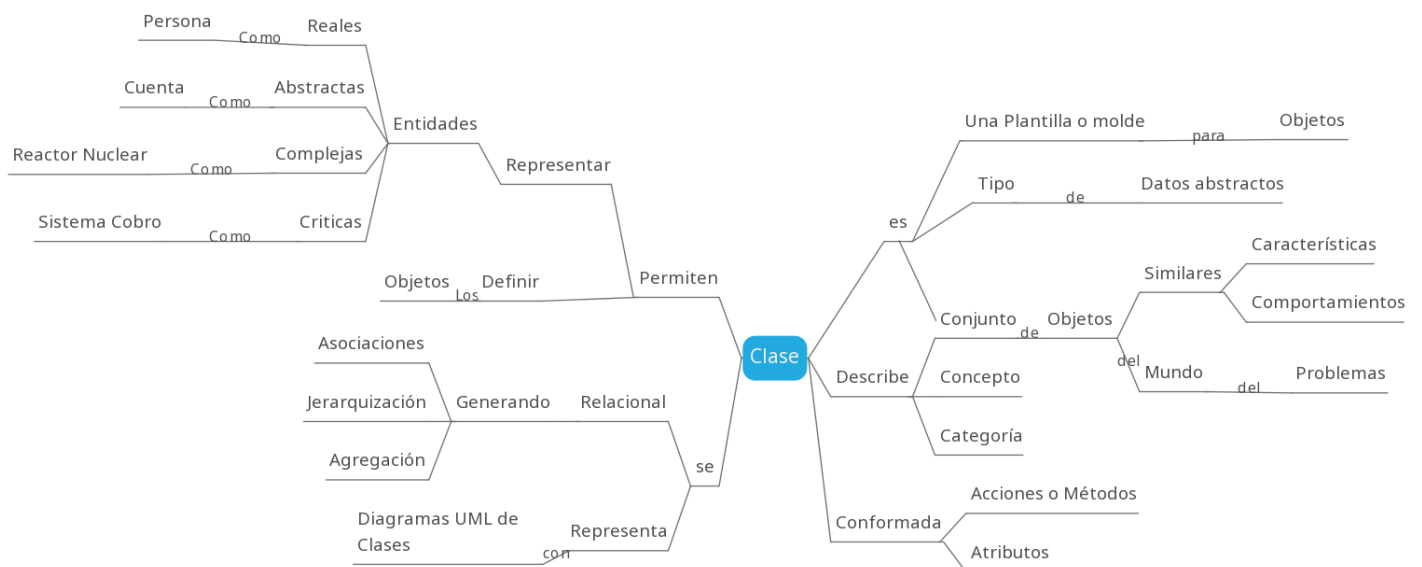 Clase
es
Una Plantilla o molde
para
Objetos
Tipo
de
Datos abstractos
Describe
Conjunto
de
Objetos
Similares
Características
Comportamientos
del
Mundo
del
Problemas
Concepto
Categoría
Conformada
Acciones o Métodos
Atributos
Permiten
Representar
Entidades
Reales
Como
Persona
Abstractas
Como
Cuenta
Complejas
Como
Reactor Nuclear
Criticas
Como
Sistema Cobro
Definir
Los
Objetos
se
Relacional
Generando
Asociaciones
Jerarquización
Agregación
Representa
con
Diagramas UML de
Clases